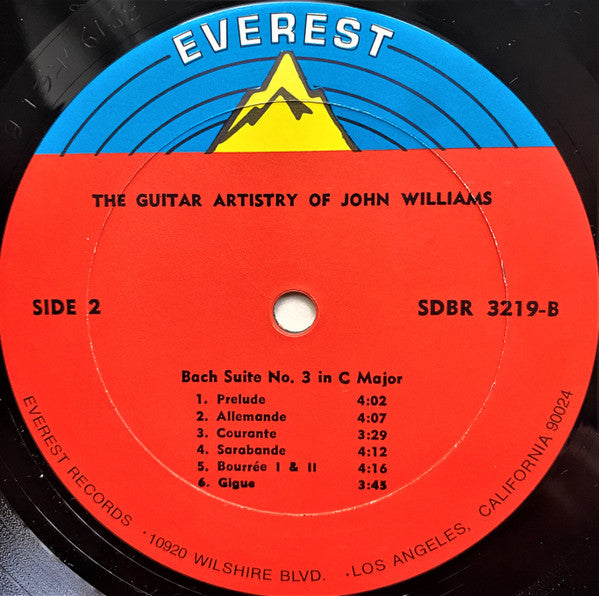 EVEREST
THE GUITAR ARTISTRY OF JOHN WILLIAMS
SIDE 2
SDBR 3219-B
Bach Suite No. 3 in C Major
1. Prelude 4:02
2. Allemande 4:07
3. Courante 3:29
4. Sarabande 4:12
5. Bourrée I & II 4:16
6. Gigue 3:45
EVEREST RECORDS · 10920 WILSHIRE BLVD. · LOS ANGELES, CALIFORNIA 90024